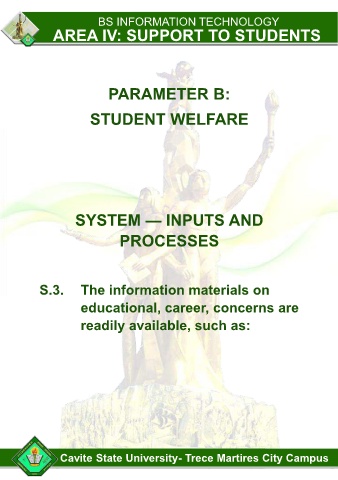 BS INFORMATION TECHNOLOGY
AREA IV: SUPPORT TO STUDENTS
PARAMETER B:
STUDENT WELFARE
SYSTEM — INPUTS AND
PROCESSES
S.3. The information materials on
educational, career, concerns are
readily available, such as:
Cavite State University- Trece Martires City Campus